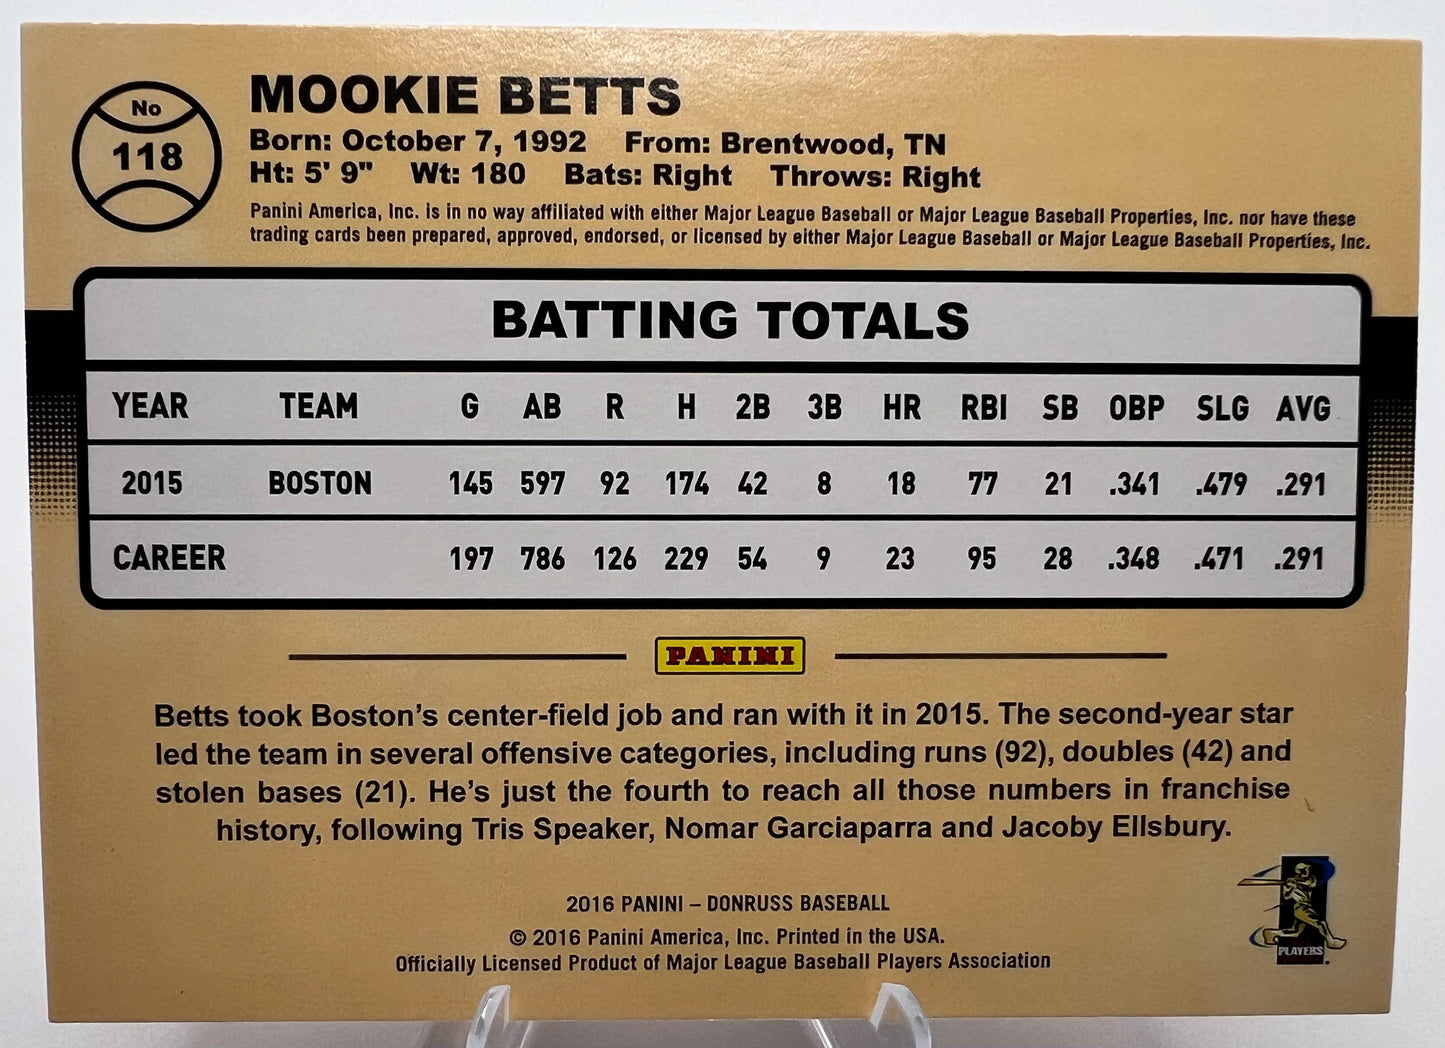 No
118
MOOKIE BETTS
Born: October 7, 1992 From: Brentwood, TN
Ht: 5' 9" Wt: 180 Bats: Right Throws: Right
Panini America, Inc. is in no way affiliated with either Major League Baseball or Major League Baseball Properties, Inc. nor have these
trading cards been prepared, approved, endorsed, or licensed by either Major League Baseball or Major League Baseball Properties, Inc.
BATTING TOTALS
YEAR TEAM G AB R H 2B 3B HR RBI SB OBP SLG AVG
2015 BOSTON 145 597 92 174 42 8 18 77 21 .341 .479 .291
CAREER 197 786 126 229 54 9 23 95 28 .348 .471 .291
PANINI
Betts took Boston's center-field job and ran with it in 2015. The second-year star
led the team in several offensive categories, including runs (92), doubles (42) and
stolen bases (21). He's just the fourth to reach all those numbers in franchise
history, following Tris Speaker, Nomar Garciaparra and Jacoby Ellsbury.
2016 PANINI – DONRUSS BASEBALL
© 2016 Panini America, Inc. Printed in the USA.
Officially Licensed Product of Major League Baseball Players Association
PLAYERS